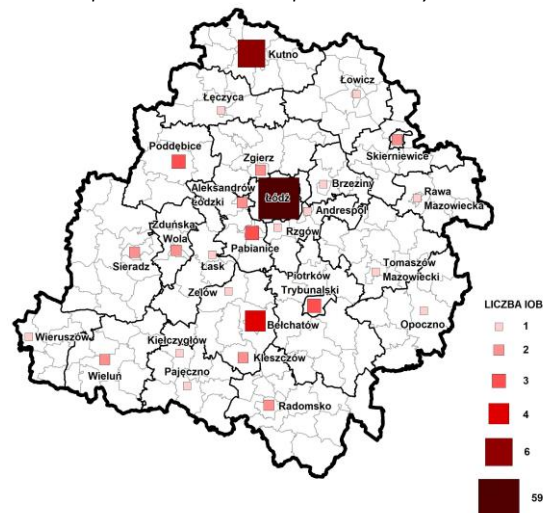 Kutno
Łowicz
Łęczyca
Poddębice
Zgierz
Skierniewice
Aleksandrów
Łódzki
Łódź
Brzeziny
Rawa
Mazowiecka
Andrespol
Zduńska
Wola
Pabianice
Rzgów
Sieradz
Łask
Piotrków
Trybunalski
Tomaszów
Mazowiecki
Zelów
Bełchatów
Opoczno
Wieruszów
Kiełczygłów
Kleszczów
Wieluń
Pajęczno
Radomsko
LICZBA IOB
1
2
3
4
6
59